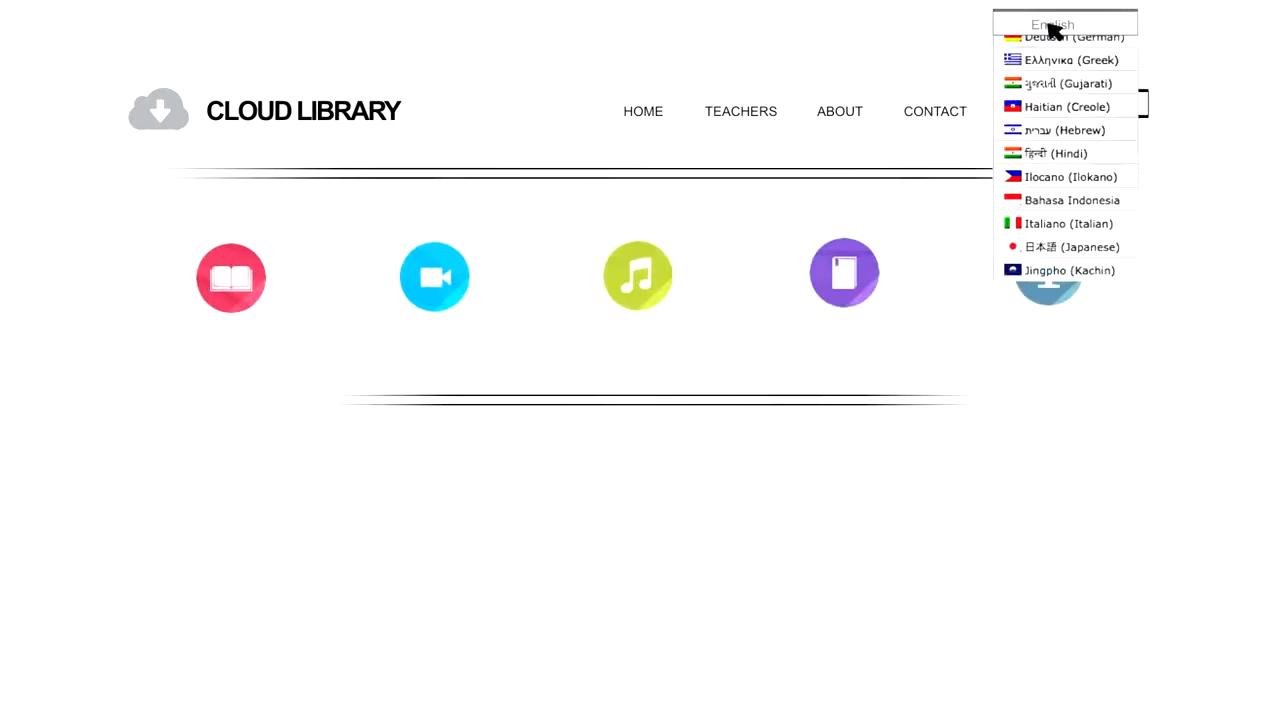 English
Deutsch (German)
CLOUD LIBRARY
HOME
TEACHERS
ABOUT
CONTACT
Ελληνικα (Greek)
ગુજરાતી (Gujarati)
Haitian (Creole)
עברית (Hebrew)
हिन्दी (Hindi)
Ilocano (Ilokano)
Bahasa Indonesia
Italiano (Italian)
日本語 (Japanese)
Jingpho (Kachin)